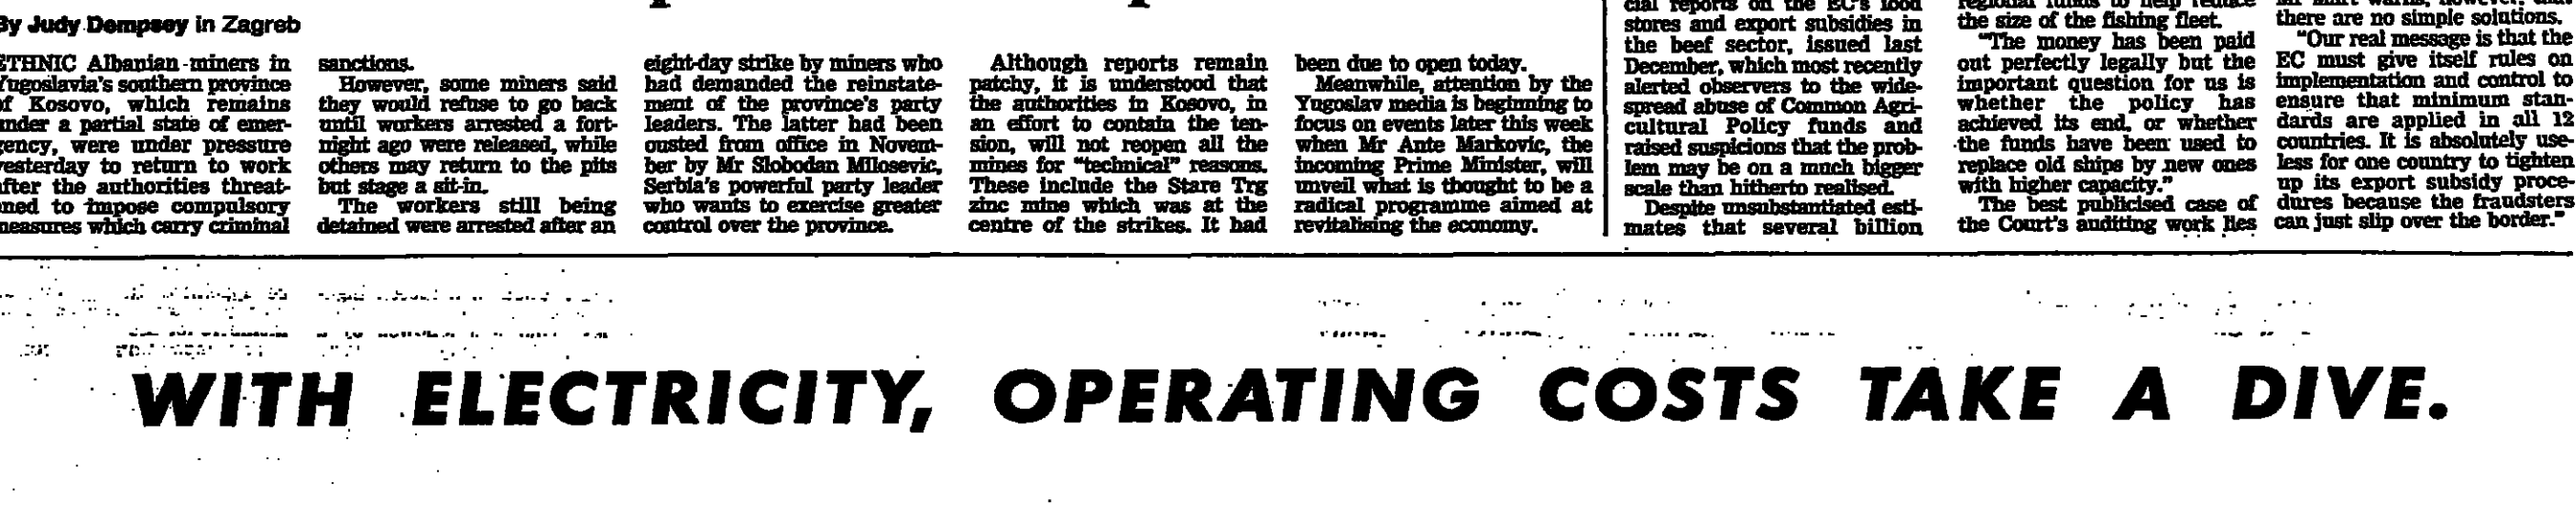 By Judy Dempsey in Zagreb
ETHNIC Albanian miners in
Yugoslavia's southern province
of Kosovo, which remains
under a partial state of emer-
gency, were under pressure
yesterday to return to work
after the authorities threat-
ened to impose compulsory
measures which carry criminal
sanctions.
However, some miners said
they would refuse to go back
until workers arrested a fort-
night ago were released, while
others may return to the pits
but stage a sit-in.
The workers still being
detained were arrested after an
eight-day strike by miners who
had demanded the reinstate-
ment of the province's party
leaders. The latter had been
ousted from office in Novem-
ber by Mr Slobodan Milosevic,
Serbia's powerful party leader
who wants to exercise greater
control over the province.
Although reports remain
patchy, it is understood that
the authorities in Kosovo, in
an effort to contain the ten-
sion, will not reopen all the
mines for "technical" reasons.
These include the Stare Trg
zinc mine which was at the
centre of the strikes. It had
been due to open today.
Meanwhile, attention by the
Yugoslav media is beginning to
focus on events later this week
when Mr Ante Markovic, the
incoming Prime Minister, will
unveil what is thought to be a
radical programme aimed at
revitalising the economy.
cial reports on the EC's food
stores and export subsidies in
the beef sector, issued last
December, which most recently
alerted observers to the wide-
spread abuse of Common Agri-
cultural Policy funds and
raised suspicions that the prob-
lem may be on a much bigger
scale than hitherto realised.
Despite unsubstantiated esti-
mates that several billion
regional funds to help reduce
the size of the fishing fleet.
"The money has been paid
out perfectly legally but the
important question for us is
whether the policy has
achieved its end, or whether
the funds have been used to
replace old ships by new ones
with higher capacity."
The best publicised case of
the Court's auditing work lies
there are no simple solutions.
"Our real message is that the
EC must give itself rules on
implementation and control to
ensure that minimum stan-
dards are applied in all 12
countries. It is absolutely use-
less for one country to tighten
up its export subsidy proce-
dures because the fraudsters
can just slip over the border."
WITH ELECTRICITY, OPERATING COSTS TAKE A DIVE.